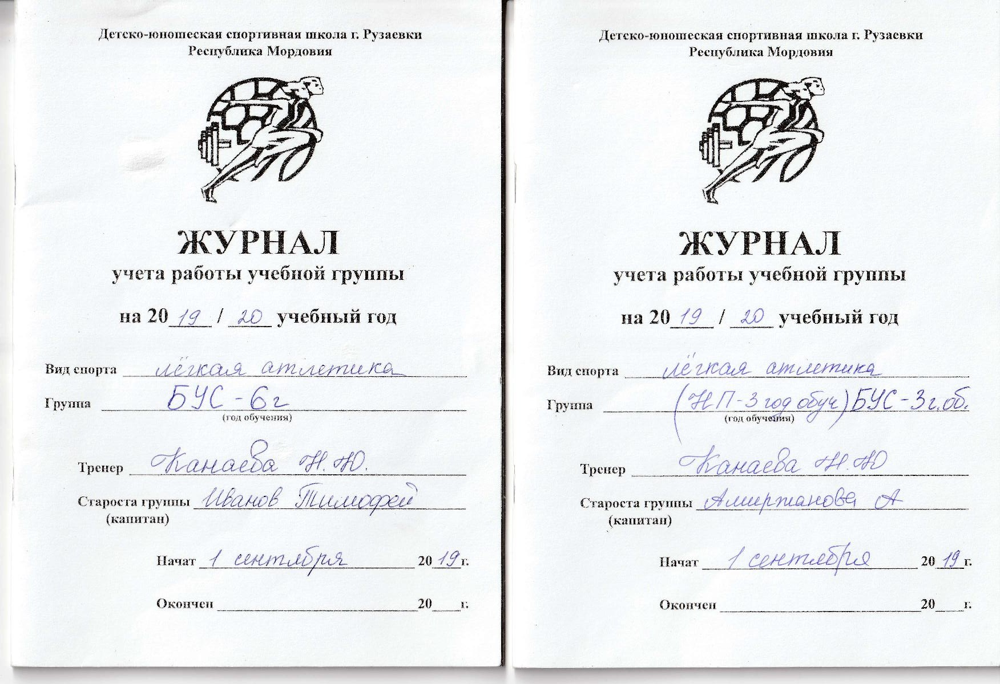 Детско-юношеская спортивная школа г. Рузаевки
Республика Мордовия
ЖУРНАЛ
учета работы учебной группы
на 2019 / 20 учебный год
Вид спорта лёгкая атлетика
Группа БУС - 6 г
(год обучения)
Тренер Канаева Н.Ю.
Староста группы Иванов Тимофей
(капитан)
Начат 1 сентября 2019 г.
Окончен 20 г.
Детско-юношеская спортивная школа г. Рузаевки
Республика Мордовия
ЖУРНАЛ
учета работы учебной группы
на 2019 / 20 учебный год
Вид спорта лёгкая атлетика
Группа (НП-3 год обуч) БУС - 3 г. об.
(год обучения)
Тренер Канаева Н.Ю
Староста группы Амиржанова А
(капитан)
Начат 1 сентября 2019 г.
Окончен 20 г.